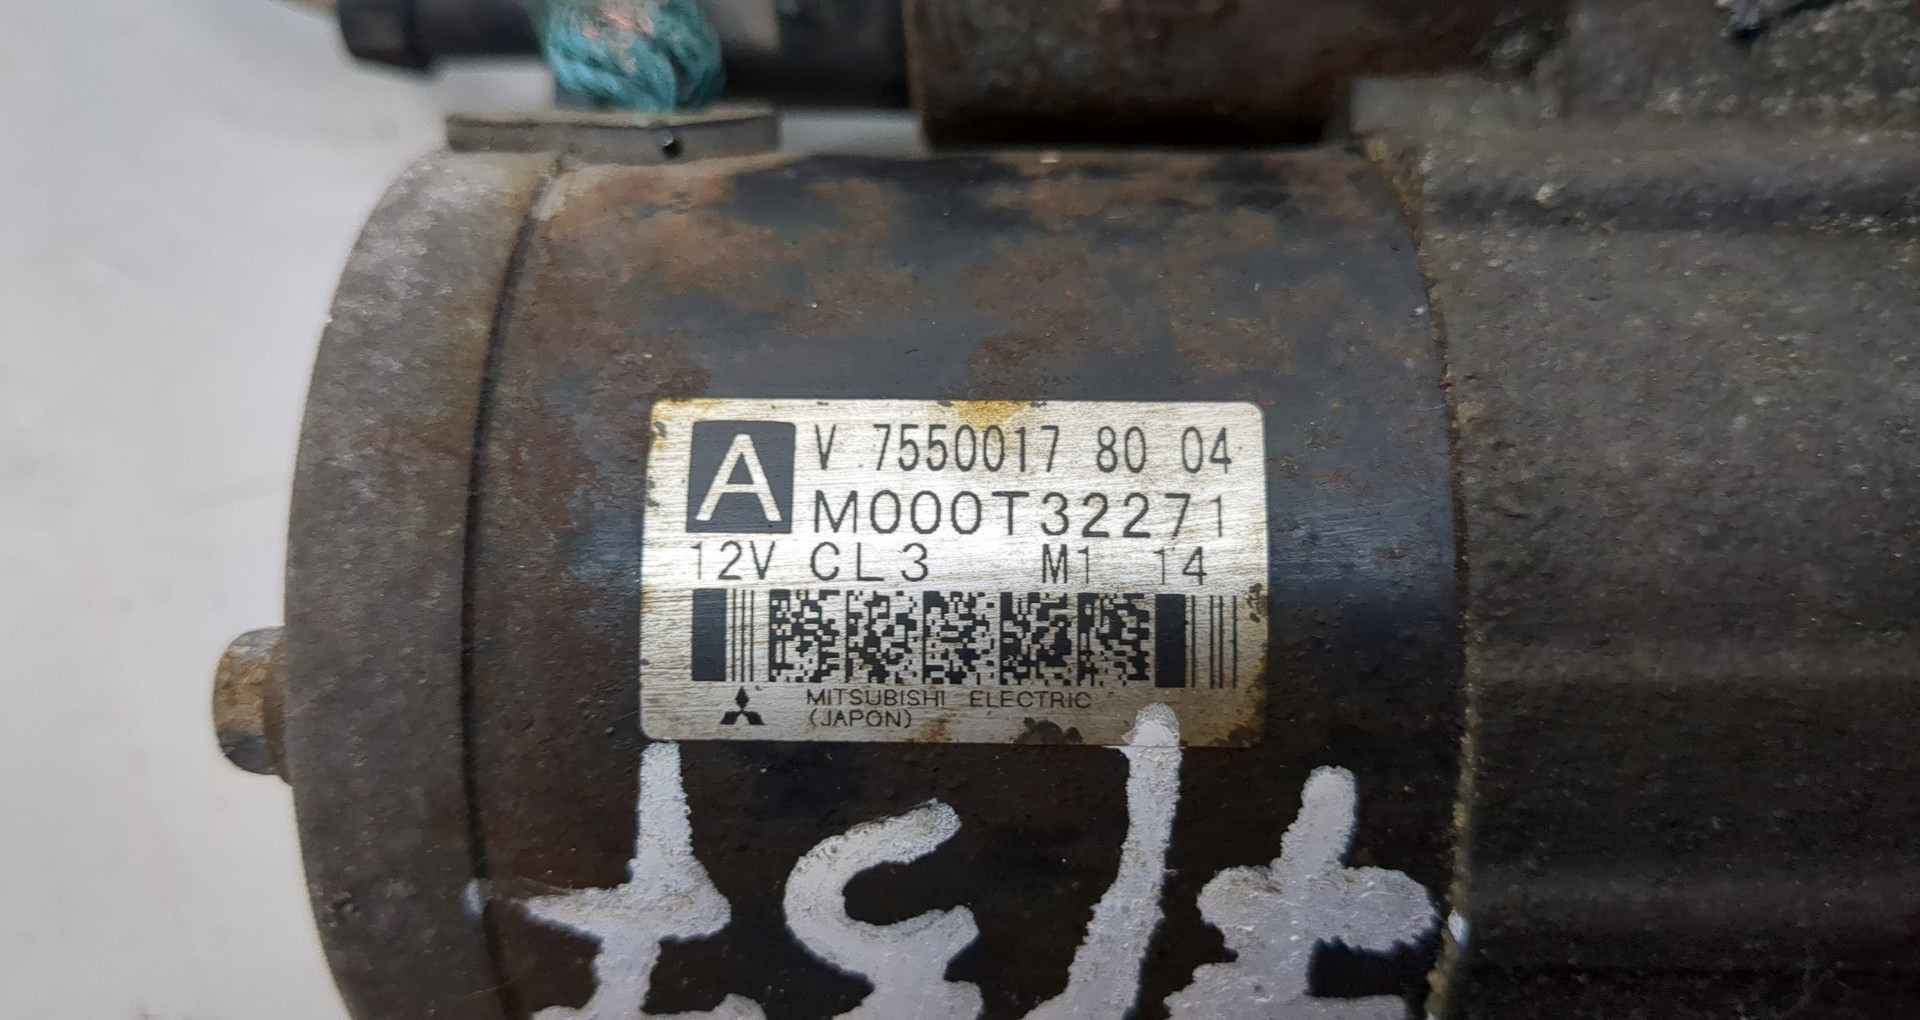 A
V 7550017 80 04
M000T32271
12V CL3 M1 14
MITSUBISHI ELECTRIC
(JAPON)